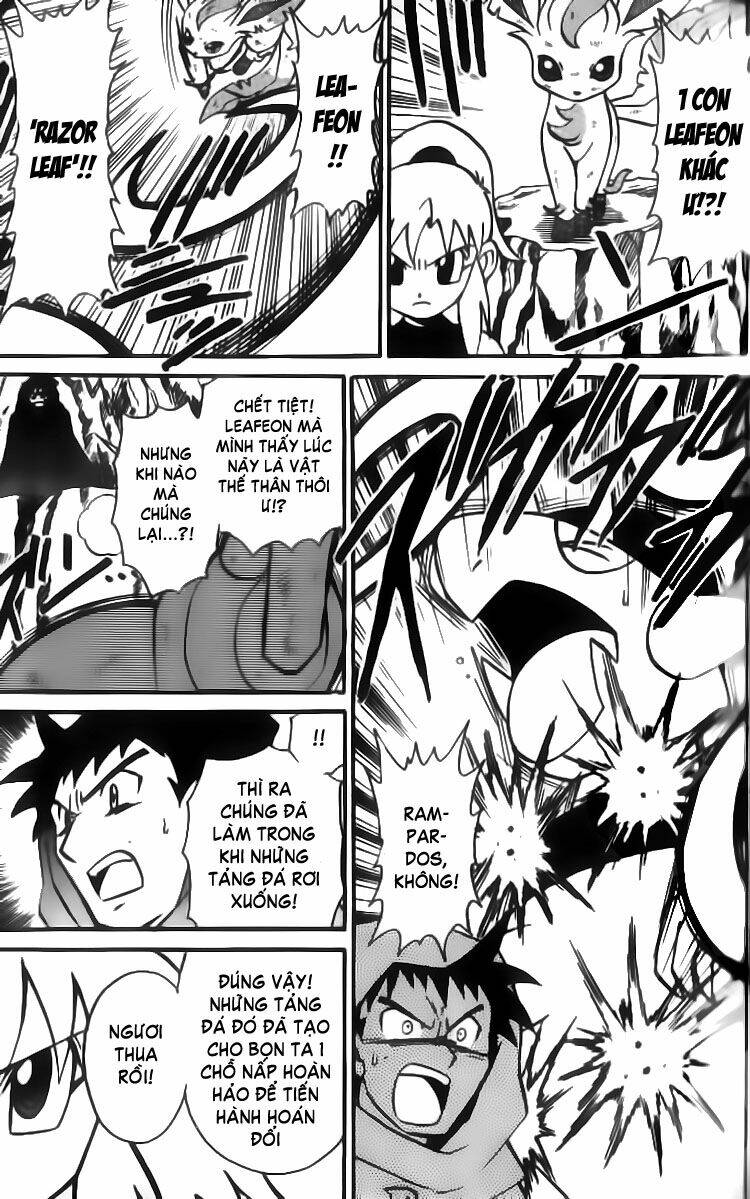 1 CON
LEAFEON
KHÁC
Ư!?!
LEA-
FEON
!!
'RAZOR
LEAF'!!
RAM-
PAR-
DOS,
KHÔNG!
CHẾT TIỆT!
LEAFEON MÀ
MÌNH THẤY LÚC
NÀY LÀ VẬT
THẾ THÂN THÔI
Ư!?
NHƯNG
KHI NÀO
MÀ
CHÚNG
LẠI...?!
!!
THÌ RA
CHÚNG ĐÃ
LÀM TRONG
KHI NHỮNG
TẢNG ĐÁ RƠI
XUỐNG!
ĐÚNG VẬY!
NHỮNG TẢNG
ĐÁ ĐÓ ĐÃ TẠO
CHO BỌN TA 1
CHỖ NẤP HOÀN
HẢO ĐỂ TIẾN
HÀNH HOÁN
ĐỔI
NGƯƠI
THUA
RỒI!